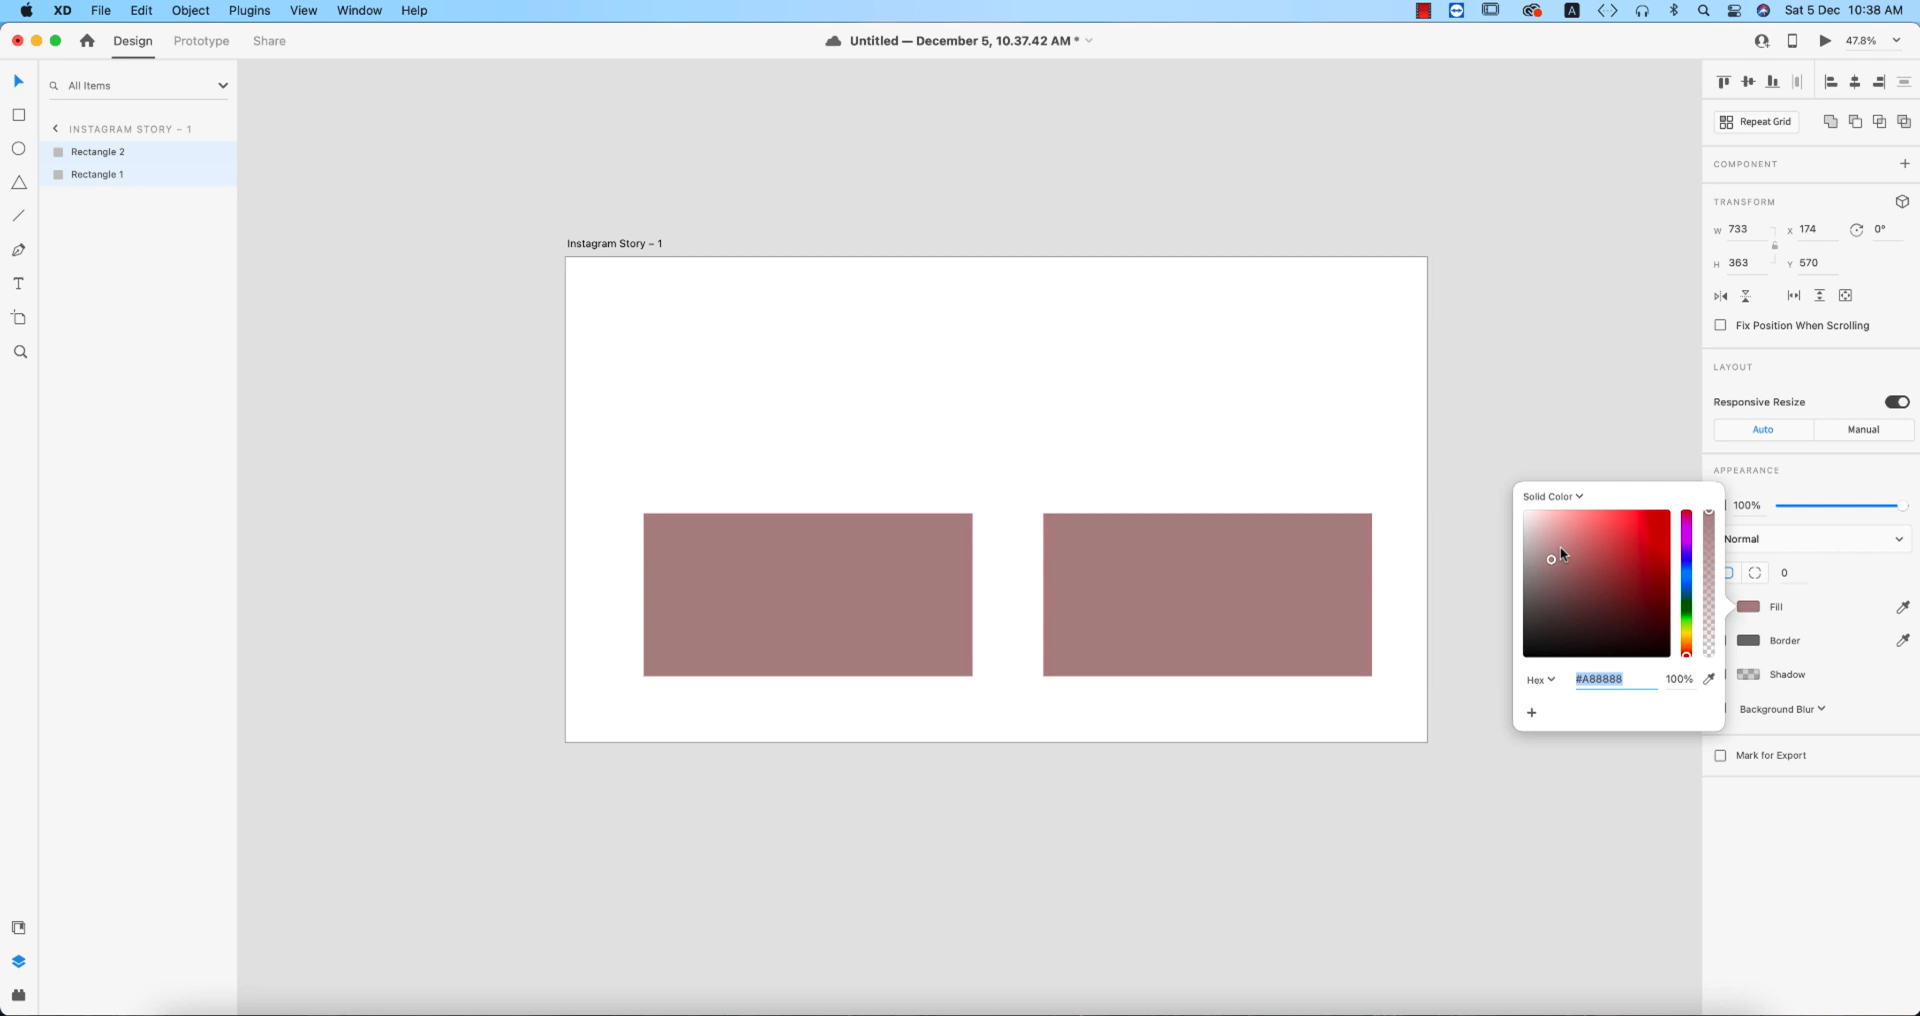 XD File Edit Object Plugins View Window Help
A Sat 5 Dec 10:38 AM
Design Prototype Share
Untitled — December 5, 10.37.42 AM *
47.8%
All Items
INSTAGRAM STORY – 1
Rectangle 2
Rectangle 1
Instagram Story – 1
Repeat Grid
COMPONENT
TRANSFORM
W 733 X 174 0°
H 363 Y 570
Fix Position When Scrolling
LAYOUT
Responsive Resize
Auto Manual
APPEARANCE
Solid Color
100%
Normal
0
Fill
Border
Shadow
Hex #A88888 100%
Background Blur
Mark for Export